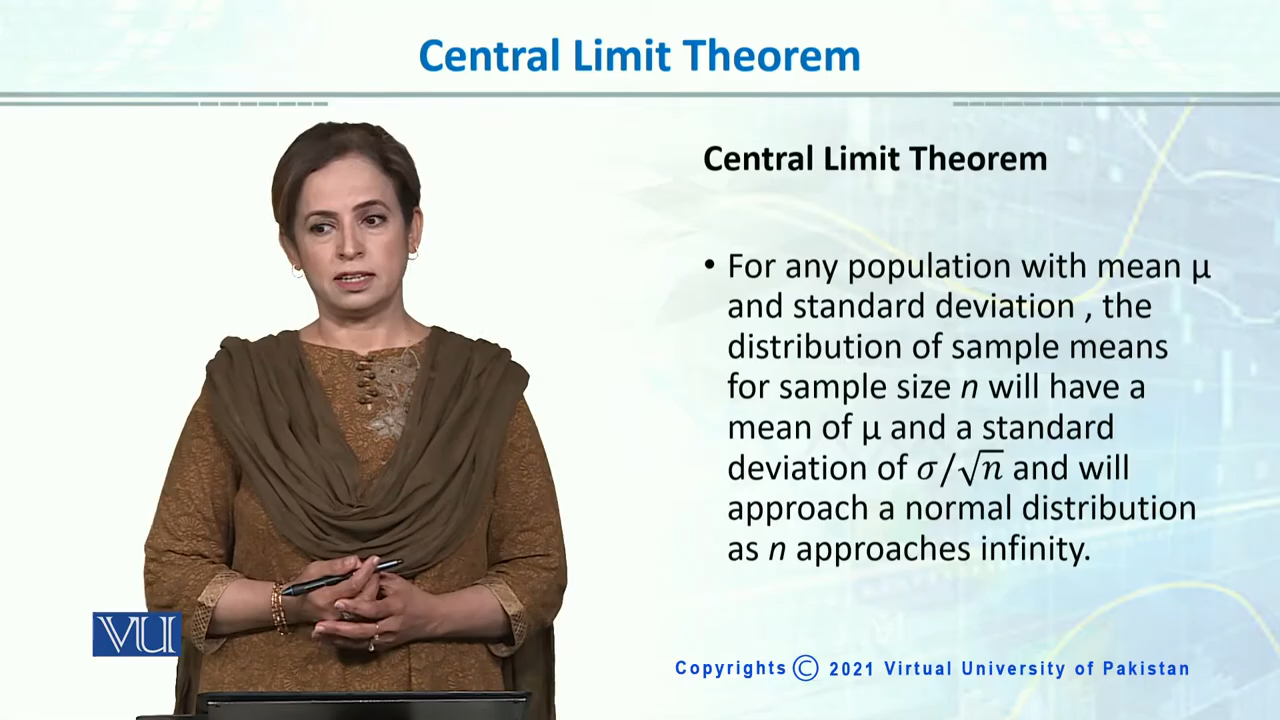 Central Limit Theorem
Central Limit Theorem
• For any population with mean μ
and standard deviation , the
distribution of sample means
for sample size n will have a
mean of μ and a standard
deviation of σ/√n and will
approach a normal distribution
as n approaches infinity.
VU
Copyrights © 2021 Virtual University of Pakistan